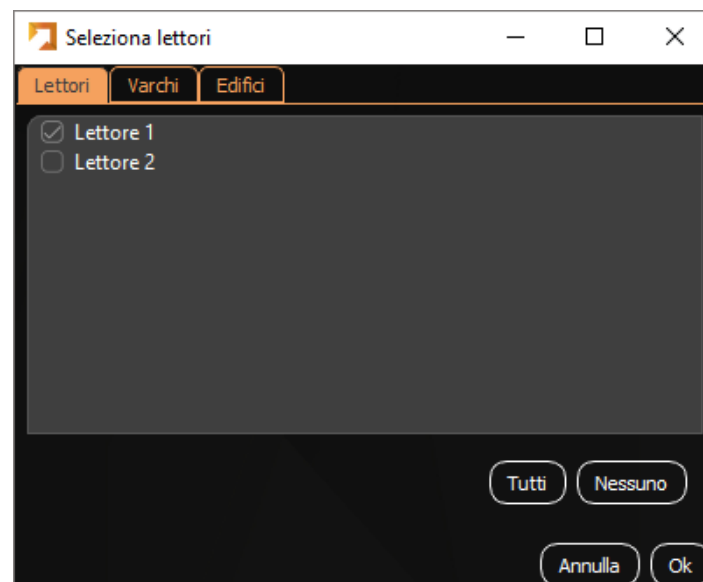 Seleziona lettori
Lettori Varchi Edifici
Lettore 1
Lettore 2
Tutti Nessuno
Annulla Ok